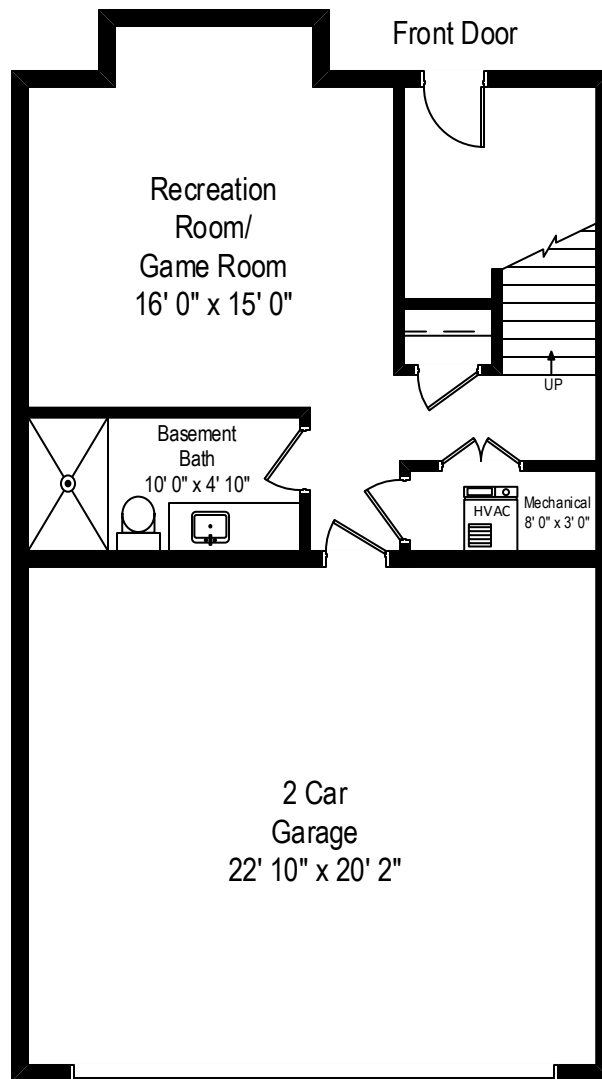 Front Door
Recreation
Room/
Game Room
16' 0" x 15' 0"
UP
Basement
Bath
10' 0" x 4' 10"
HVAC
Mechanical
8' 0" x 3' 0"
2 Car
Garage
22' 10" x 20' 2"